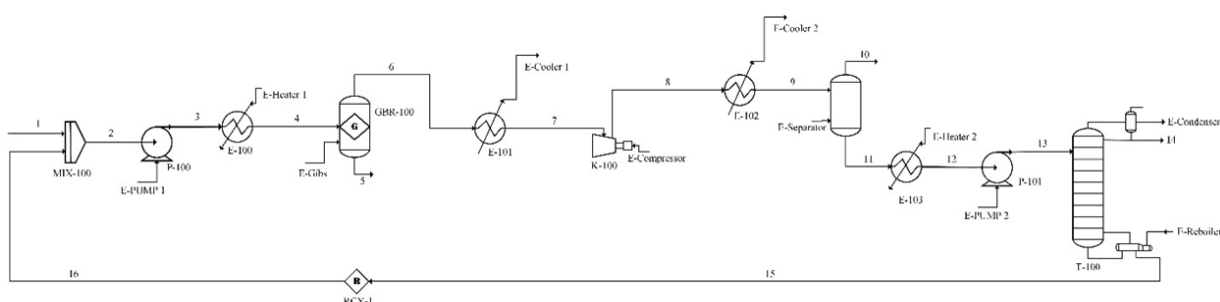 E-Cooler 2
10
6
E-Cooler 1
8
9
E-Heater 1
GBR-100
1
2
3
4
G
7
E-102
E-Separator
E-Heater 2
E-Condenser
14
MIX-100
P-100
E-100
E-101
K-100
E-Compressor
11
12
13
E-PUMP 1
E-Gibs
5
E-103
P-101
E-PUMP 2
E-Rebuiler
T-100
16
R
15
RCY-1